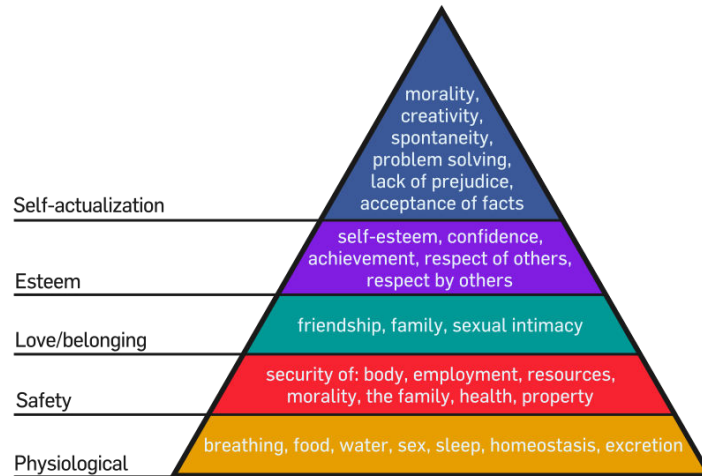 morality,
creativity,
spontaneity,
problem solving,
lack of prejudice,
acceptance of facts
Self-actualization
self-esteem, confidence,
achievement, respect of others,
respect by others
Esteem
friendship, family, sexual intimacy
Love/belonging
security of: body, employment, resources,
morality, the family, health, property
Safety
breathing, food, water, sex, sleep, homeostasis, excretion
Physiological